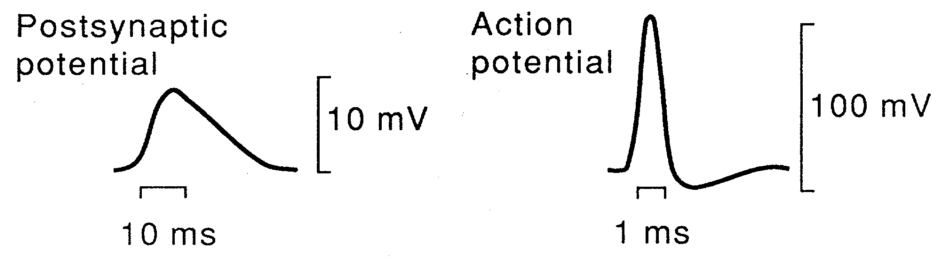 Postsynaptic
potential
10 mV
10 ms
Action
potential
100 mV
1 ms